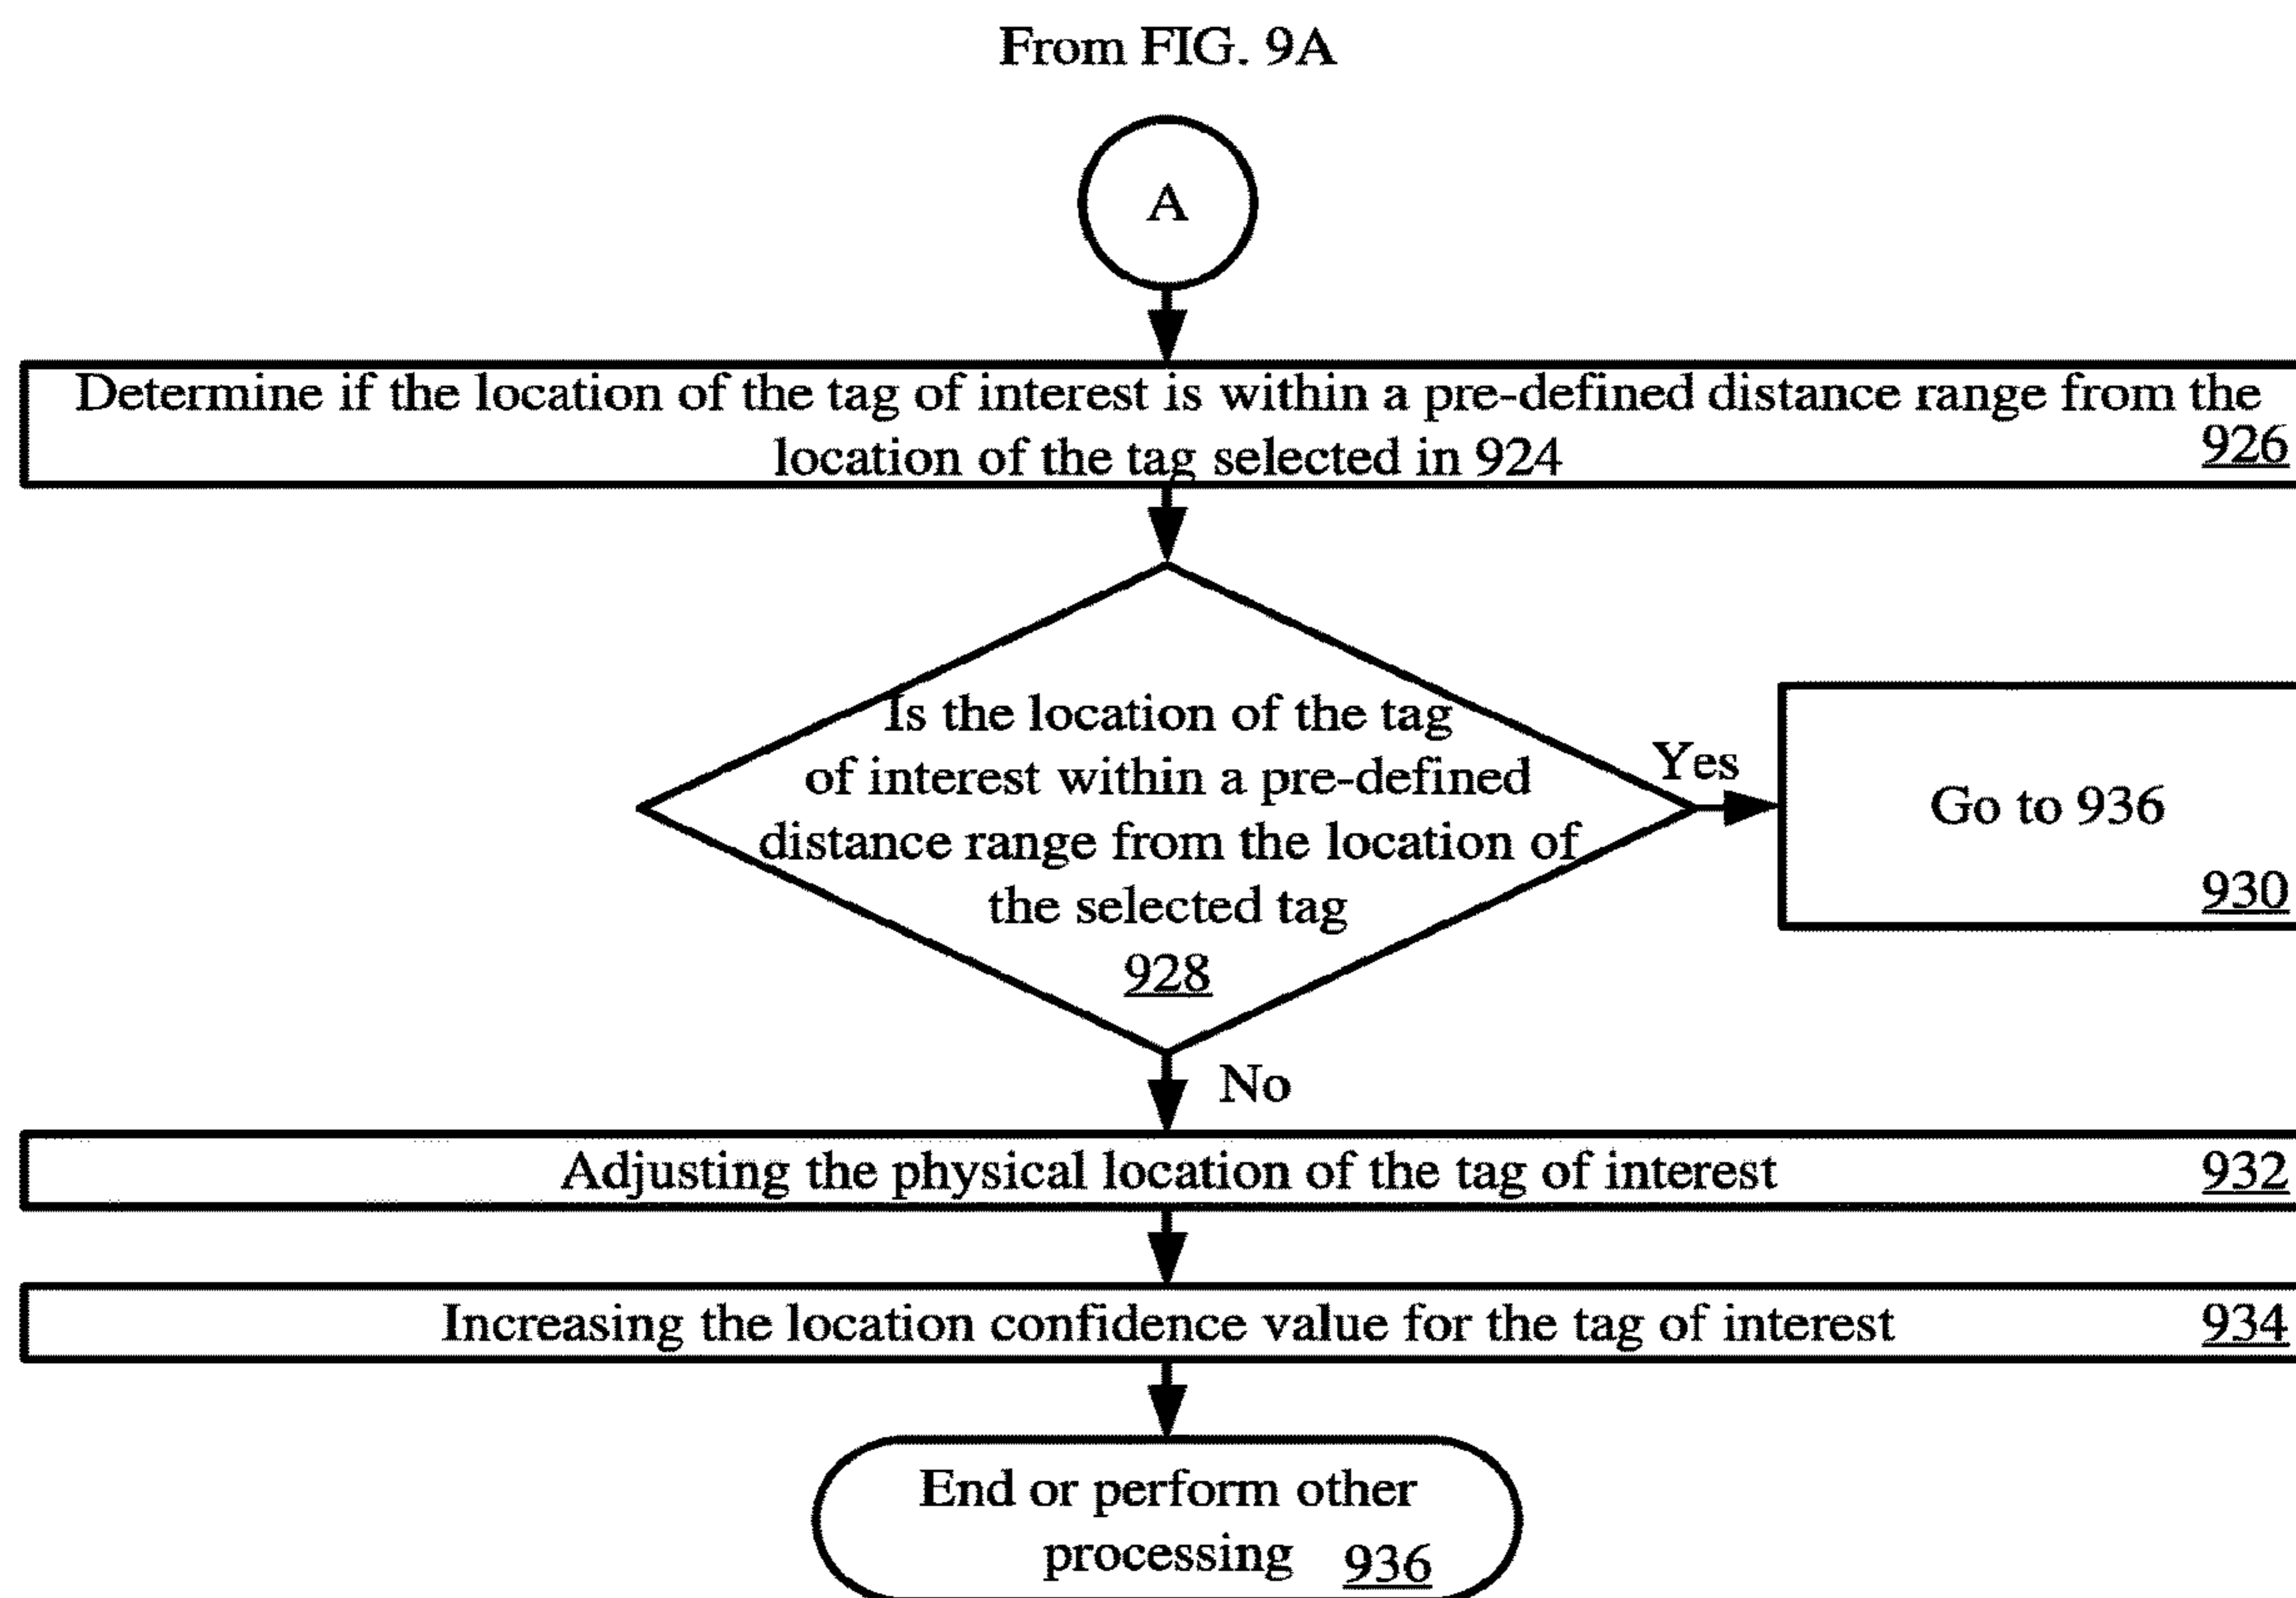 From FIG. 9A
A
Determine if the location of the tag of interest is within a pre-defined distance range from the
location of the tag selected in 924
926
Is the location of the tag
of interest within a pre-defined
distance range from the location of
the selected tag
928
Yes
Go to 936
930
No
Adjusting the physical location of the tag of interest
932
Increasing the location confidence value for the tag of interest
934
End or perform other
processing 936